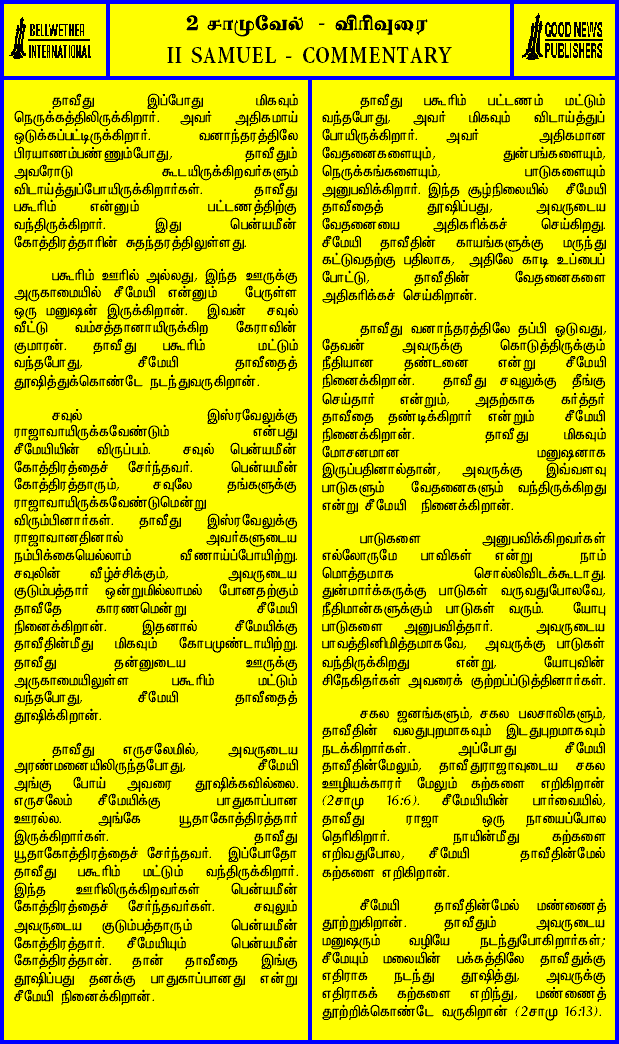 BELLWETHER
INTERNATIONAL
2 சாமுவேல் - விரிவுரை
II SAMUEL - COMMENTARY
GOOD NEWS
PUBLISHERS
தாவீது இப்போது மிகவும்
நெருக்கத்திலிருக்கிறார். அவர் அதிகமாய்
ஒடுக்கப்பட்டிருக்கிறார். வனாந்தரத்திலே
பிரயாணம்பண்ணும்போது, தாவீதும்
அவரோடு கூடயிருக்கிறவர்களும்
விடாய்த்துப்போயிருக்கிறார்கள். தாவீது
பகூரிம் என்னும் பட்டணத்திற்கு
வந்திருக்கிறார். இது பென்யமீன்
கோத்திரத்தாரின் சுதந்தரத்திலுள்ளது.
பகூரிம் ஊரில் அல்லது, இந்த ஊருக்கு
அருகாமையில் சீமேயி என்னும் பேருள்ள
ஒரு மனுஷன் இருக்கிறான். இவன் சவுல்
வீட்டு வம்சத்தானாயிருக்கிற கேராவின்
குமாரன். தாவீது பகூரிம் மட்டும்
வந்தபோது, சீமேயி தாவீதைத்
தூஷித்துக்கொண்டே நடந்துவருகிறான்.
சவுல் இஸ்ரவேலுக்கு
ராஜாவாயிருக்கவேண்டும் என்பது
சீமேயியின் விருப்பம். சவுல் பென்யமீன்
கோத்திரத்தைச் சேர்ந்தவர். பென்யமீன்
கோத்திரத்தாரும், சவுலே தங்களுக்கு
ராஜாவாயிருக்கவேண்டுமென்று
விரும்பினார்கள். தாவீது இஸ்ரவேலுக்கு
ராஜாவானதினால் அவர்களுடைய
நம்பிக்கையெல்லாம் வீணாய்ப்போயிற்று.
சவுலின் வீழ்ச்சிக்கும், அவருடைய
குடும்பத்தார் ஒன்றுமில்லாமல் போனதற்கும்
தாவீதே காரணமென்று சீமேயி
நினைக்கிறான். இதனால் சீமேயிக்கு
தாவீதின்மீது மிகவும் கோபமுண்டாயிற்று.
தாவீது தன்னுடைய ஊருக்கு
அருகாமையிலுள்ள பகூரிம் மட்டும்
வந்தபோது, சீமேயி தாவீதைத்
தூஷிக்கிறான்.
தாவீது எருசலேமில், அவருடைய
அரண்மனையிலிருந்தபோது, சீமேயி
அங்கு போய் அவரை தூஷிக்கவில்லை.
எருசலேம் சீமேயிக்கு பாதுகாப்பான
ஊரல்ல. அங்கே யூதாகோத்திரத்தார்
இருக்கிறார்கள். தாவீது
யூதாகோத்திரத்தைச் சேர்ந்தவர். இப்போதோ
தாவீது பகூரிம் மட்டும் வந்திருக்கிறார்.
இந்த ஊரிலிருக்கிறவர்கள் பென்யமீன்
கோத்திரத்தைச் சேர்ந்தவர்கள். சவுலும்
அவருடைய குடும்பத்தாரும் பென்யமீன்
கோத்திரத்தார். சீமேயியும் பென்யமீன்
கோத்திரத்தான். தான் தாவீதை இங்கு
தூஷிப்பது தனக்கு பாதுகாப்பானது என்று
சீமேயி நினைக்கிறான்.
தாவீது பகூரிம் பட்டணம் மட்டும்
வந்தபோது, அவர் மிகவும் விடாய்த்துப்
போயிருக்கிறார். அவர் அதிகமான
வேதனைகளையும், துன்பங்களையும்,
நெருக்கங்களையும், பாடுகளையும்
அனுபவிக்கிறார். இந்த சூழ்நிலையில் சீமேயி
தாவீதைத் தூஷிப்பது, அவருடைய
வேதனையை அதிகரிக்கச் செய்கிறது.
சீமேயி தாவீதின் காயங்களுக்கு மருந்து
கட்டுவதற்கு பதிலாக, அதிலே காடி உப்பைப்
போட்டு, தாவீதின் வேதனைகளை
அதிகரிக்கச் செய்கிறான்.
தாவீது வனாந்தரத்திலே தப்பி ஓடுவது,
தேவன் அவருக்கு கொடுத்திருக்கும்
நீதியான தண்டனை என்று சீமேயி
நினைக்கிறான். தாவீது சவுலுக்கு தீங்கு
செய்தார் என்றும், அதற்காக கர்த்தர்
தாவீதை தண்டிக்கிறார் என்றும் சீமேயி
நினைக்கிறான். தாவீது மிகவும்
மோசனமான மனுஷனாக
இருப்பதினால்தான், அவருக்கு இவ்வளவு
பாடுகளும் வேதனைகளும் வந்திருக்கிறது
என்று சீமேயி நினைக்கிறான்.
பாடுகளை அனுபவிக்கிறவர்கள்
எல்லோருமே பாவிகள் என்று நாம்
மொத்தமாக சொல்லிவிடக்கூடாது.
துன்மார்க்கருக்கு பாடுகள் வருவதுபோலவே,
நீதிமான்களுக்கும் பாடுகள் வரும். யோபு
பாடுகளை அனுபவித்தார். அவருடைய
பாவத்தினிமித்தமாகவே, அவருக்கு பாடுகள்
வந்திருக்கிறது என்று, யோபுவின்
சிநேகிதர்கள் அவரைக் குற்றப்ப்டுத்தினார்கள்.
சகல ஜனங்களும், சகல பலசாலிகளும்,
தாவீதின் வலதுபுறமாகவும் இடதுபுறமாகவும்
நடக்கிறார்கள். அப்போது சீமேயி
தாவீதின்மேலும், தாவீதுராஜாவுடைய சகல
ஊழியக்காரர் மேலும் கற்களை எறிகிறான்
(2சாமு 16:6). சீமேயியின் பார்வையில்,
தாவீது ராஜா ஒரு நாயைப்போல
தெரிகிறார். நாயின்மீது கற்களை
எறிவதுபோல, சீமேயி தாவீதின்மேல்
கற்களை எறிகிறான்.
சீமேயி தாவீதின்மேல் மண்ணைத்
தூற்றுகிறான். தாவீதும் அவருடைய
மனுஷரும் வழியே நடந்துபோகிறார்கள்;
சீமேயும் மலையின் பக்கத்திலே தாவீதுக்கு
எதிராக நடந்து தூஷித்து, அவருக்கு
எதிராகக் கற்களை எறிந்து, மண்ணைத்
தூற்றிக்கொண்டே வருகிறான் (2சாமு 16:13).